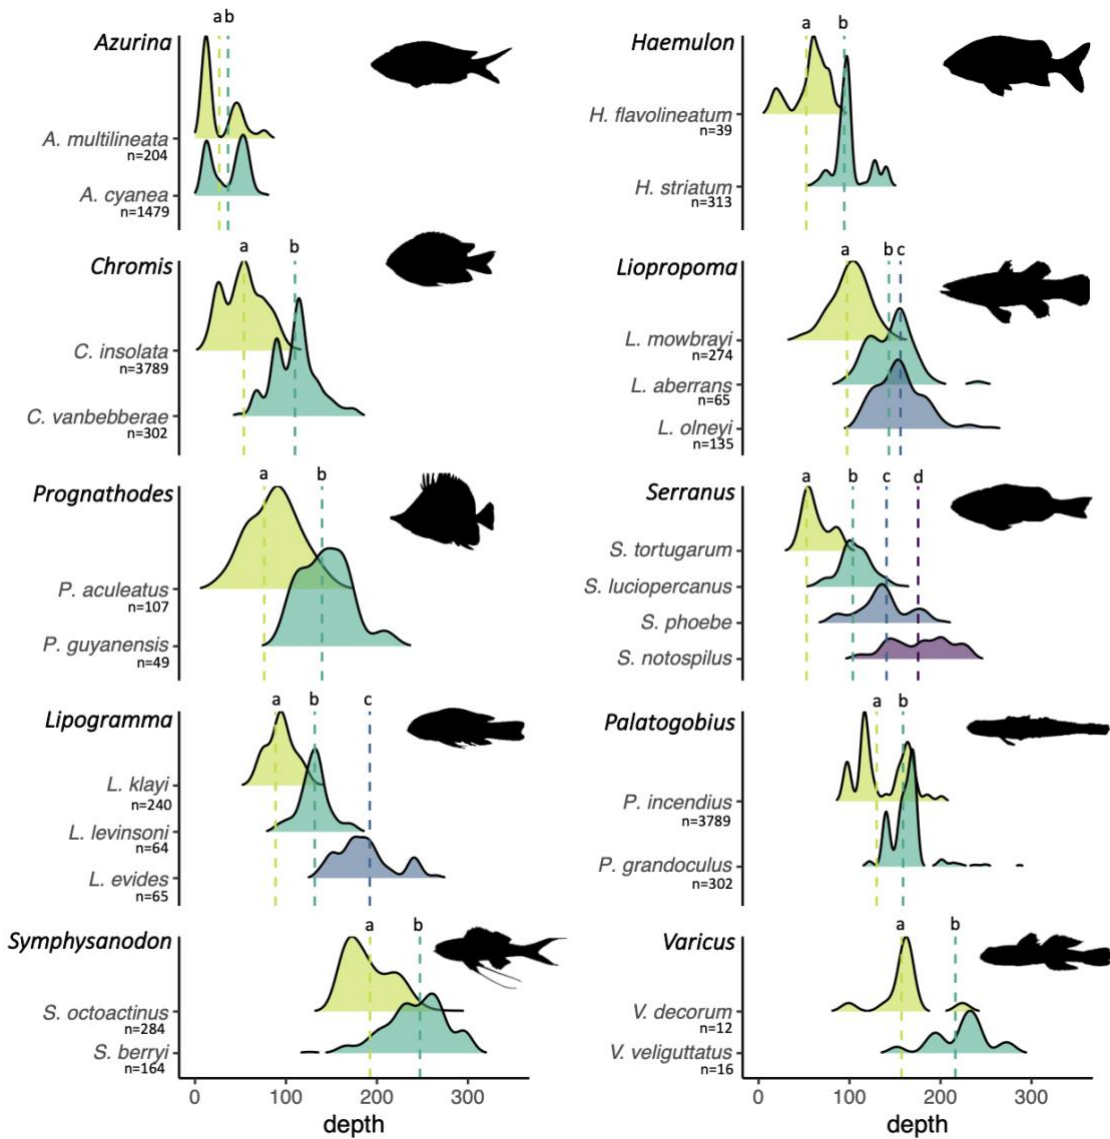 a b
Azurina
A. multilineata
n=204
A. cyanea
n=1479
a b
Chromis
C. insolata
n=3789
C. vanbebberae
n=302
a b
Prognathodes
P. aculeatus
n=107
P. guyanensis
n=49
a b c
Lipogramma
L. klayi
n=240
L. levinsoni
n=64
L. evides
n=65
a b
Symphysanodon
S. octoactinus
n=284
S. berryi
n=164
0 100 200 300
depth
a b
Haemulon
H. flavolineatum
n=39
H. striatum
n=313
a b c
Liopropoma
L. mowbrayi
n=274
L. aberrans
n=65
L. olneyi
n=135
a b c d
Serranus
S. tortugarum
S. luciopercanus
S. phoebe
S. notospilus
a b
Palatogobius
P. incendius
n=3789
P. grandoculus
n=302
a b
Varicus
V. decorum
n=12
V. veliguttatus
n=16
0 100 200 300
depth